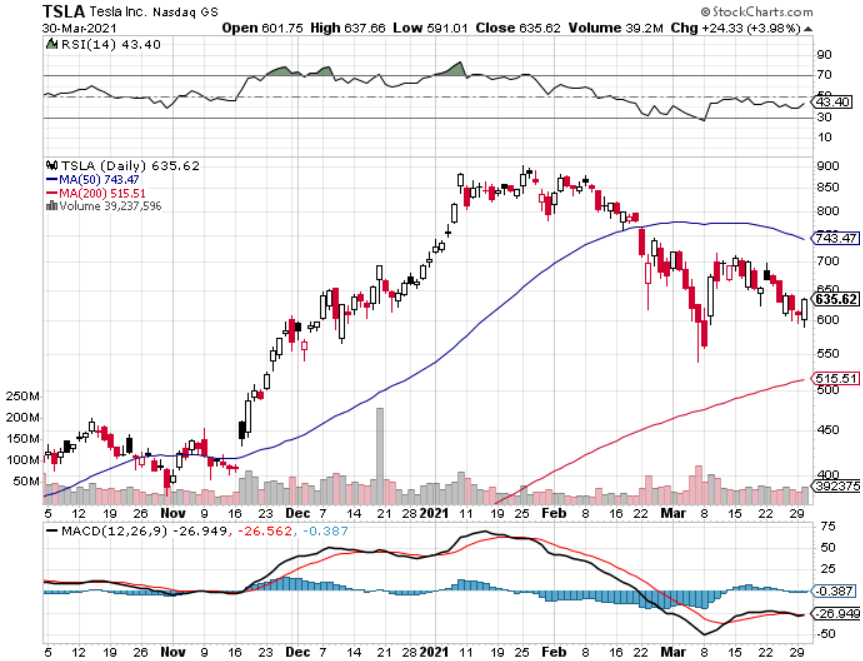 TSLA Tesla Inc. Nasdaq GS © StockCharts.com
30-Mar-2021 Open 601.75 High 637.66 Low 591.01 Close 635.62 Volume 39.2M Chg +24.33 (+3.98%)
RSI(14) 43.40
90
70
50
43.40
30
10
TSLA (Daily) 635.62
MA(50) 743.47
MA(200) 515.51
Volume 39,237,596
900
850
800
743.47
700
650
635.62
600
550
515.51
500
450
400
392375
250M
200M
150M
100M
50M
5 12 19 26 Nov 9 16 23 Dec 7 14 21 28 2021 11 19 25 Feb 8 16 22 Mar 8 15 22 29
MACD(12,26,9) -26.949, -26.562, -0.387
75
50
25
-0.387
-26.949
-50
5 12 19 26 Nov 9 16 23 Dec 7 14 21 28 2021 11 19 25 Feb 8 16 22 Mar 8 15 22 29